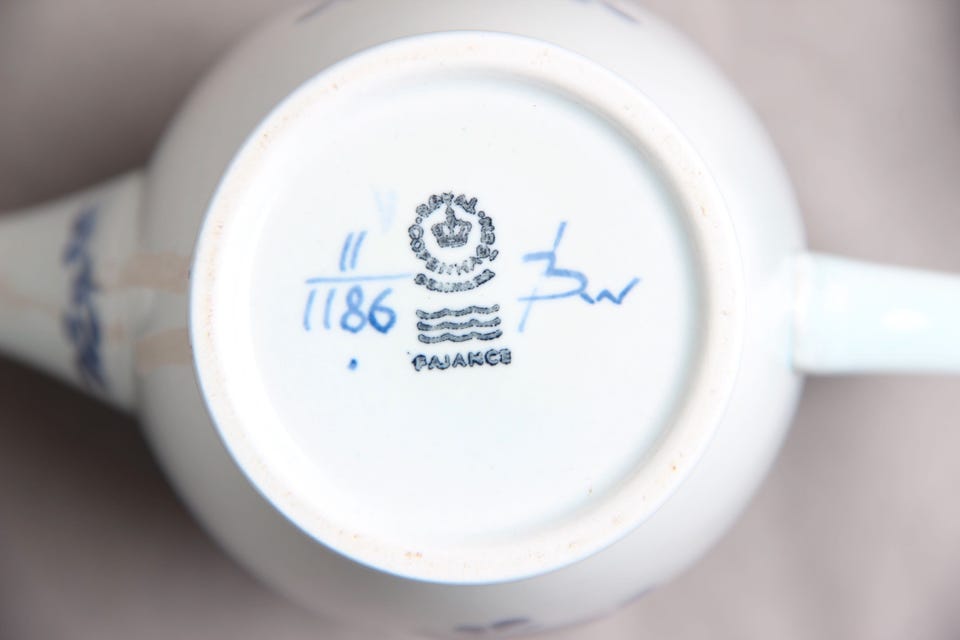 11
1186
ROYAL COPENHAGEN
DENMARK
FAJANCE